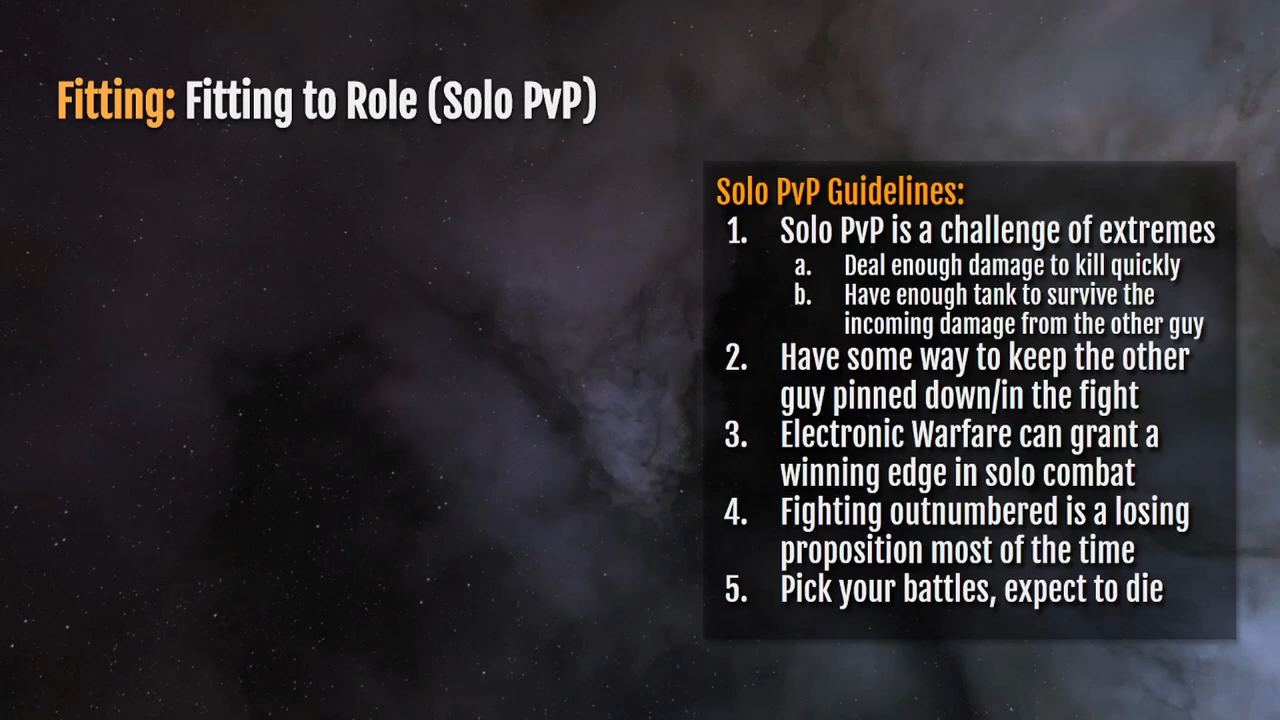 Fitting: Fitting to Role (Solo PvP)
Solo PvP Guidelines:
1. Solo PvP is a challenge of extremes
a. Deal enough damage to kill quickly
b. Have enough tank to survive the
incoming damage from the other guy
2. Have some way to keep the other
guy pinned down/in the fight
3. Electronic Warfare can grant a
winning edge in solo combat
4. Fighting outnumbered is a losing
proposition most of the time
5. Pick your battles, expect to die